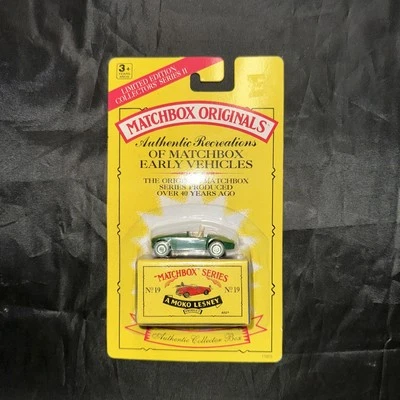 3+
LIMITED EDITION
COLLECTORS' SERIES II
MATCHBOX ORIGINALS
Authentic Recreations
OF MATCHBOX
EARLY VEHICLES
THE ORIGINAL MATCHBOX
SERIES PRODUCED
OVER 40 YEARS AGO
"MATCHBOX" SERIES
No 19 No 19
A MOKO LESNEY
Authentic Collector Box